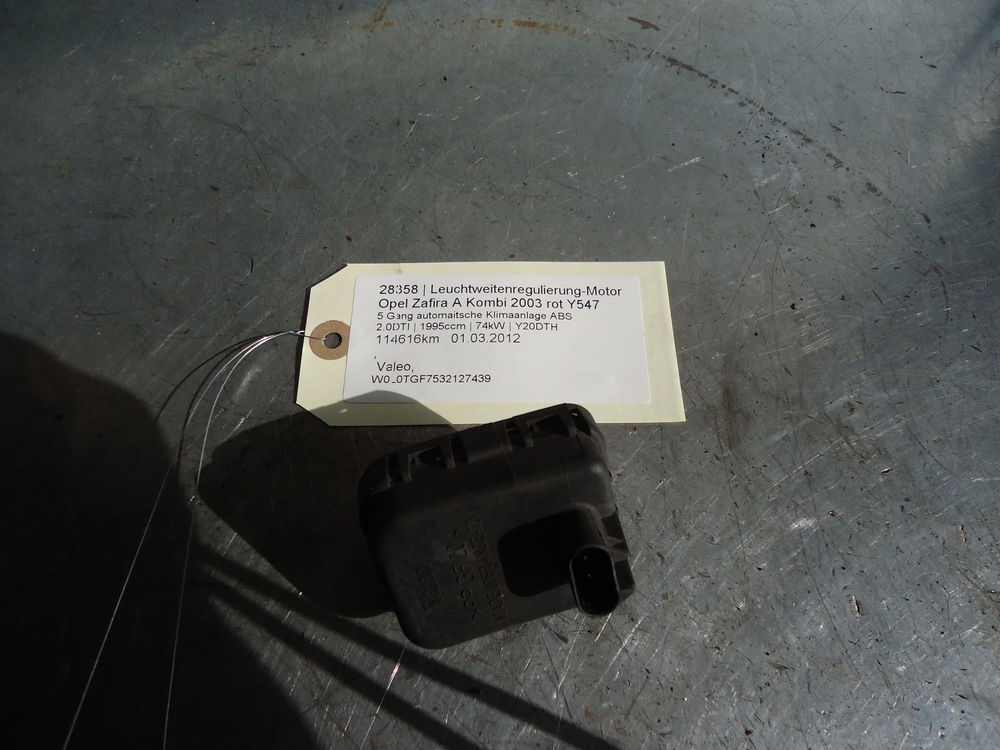 28358 | Leuchtweitenregulierung-Motor
Opel Zafira A Kombi 2003 rot Y547
5 Gang automaitsche Klimaanlage ABS
2.0DTI | 1995ccm | 74kW | Y20DTH
114616km 01.03.2012
,
Valeo,
W0L0TGF7532127439